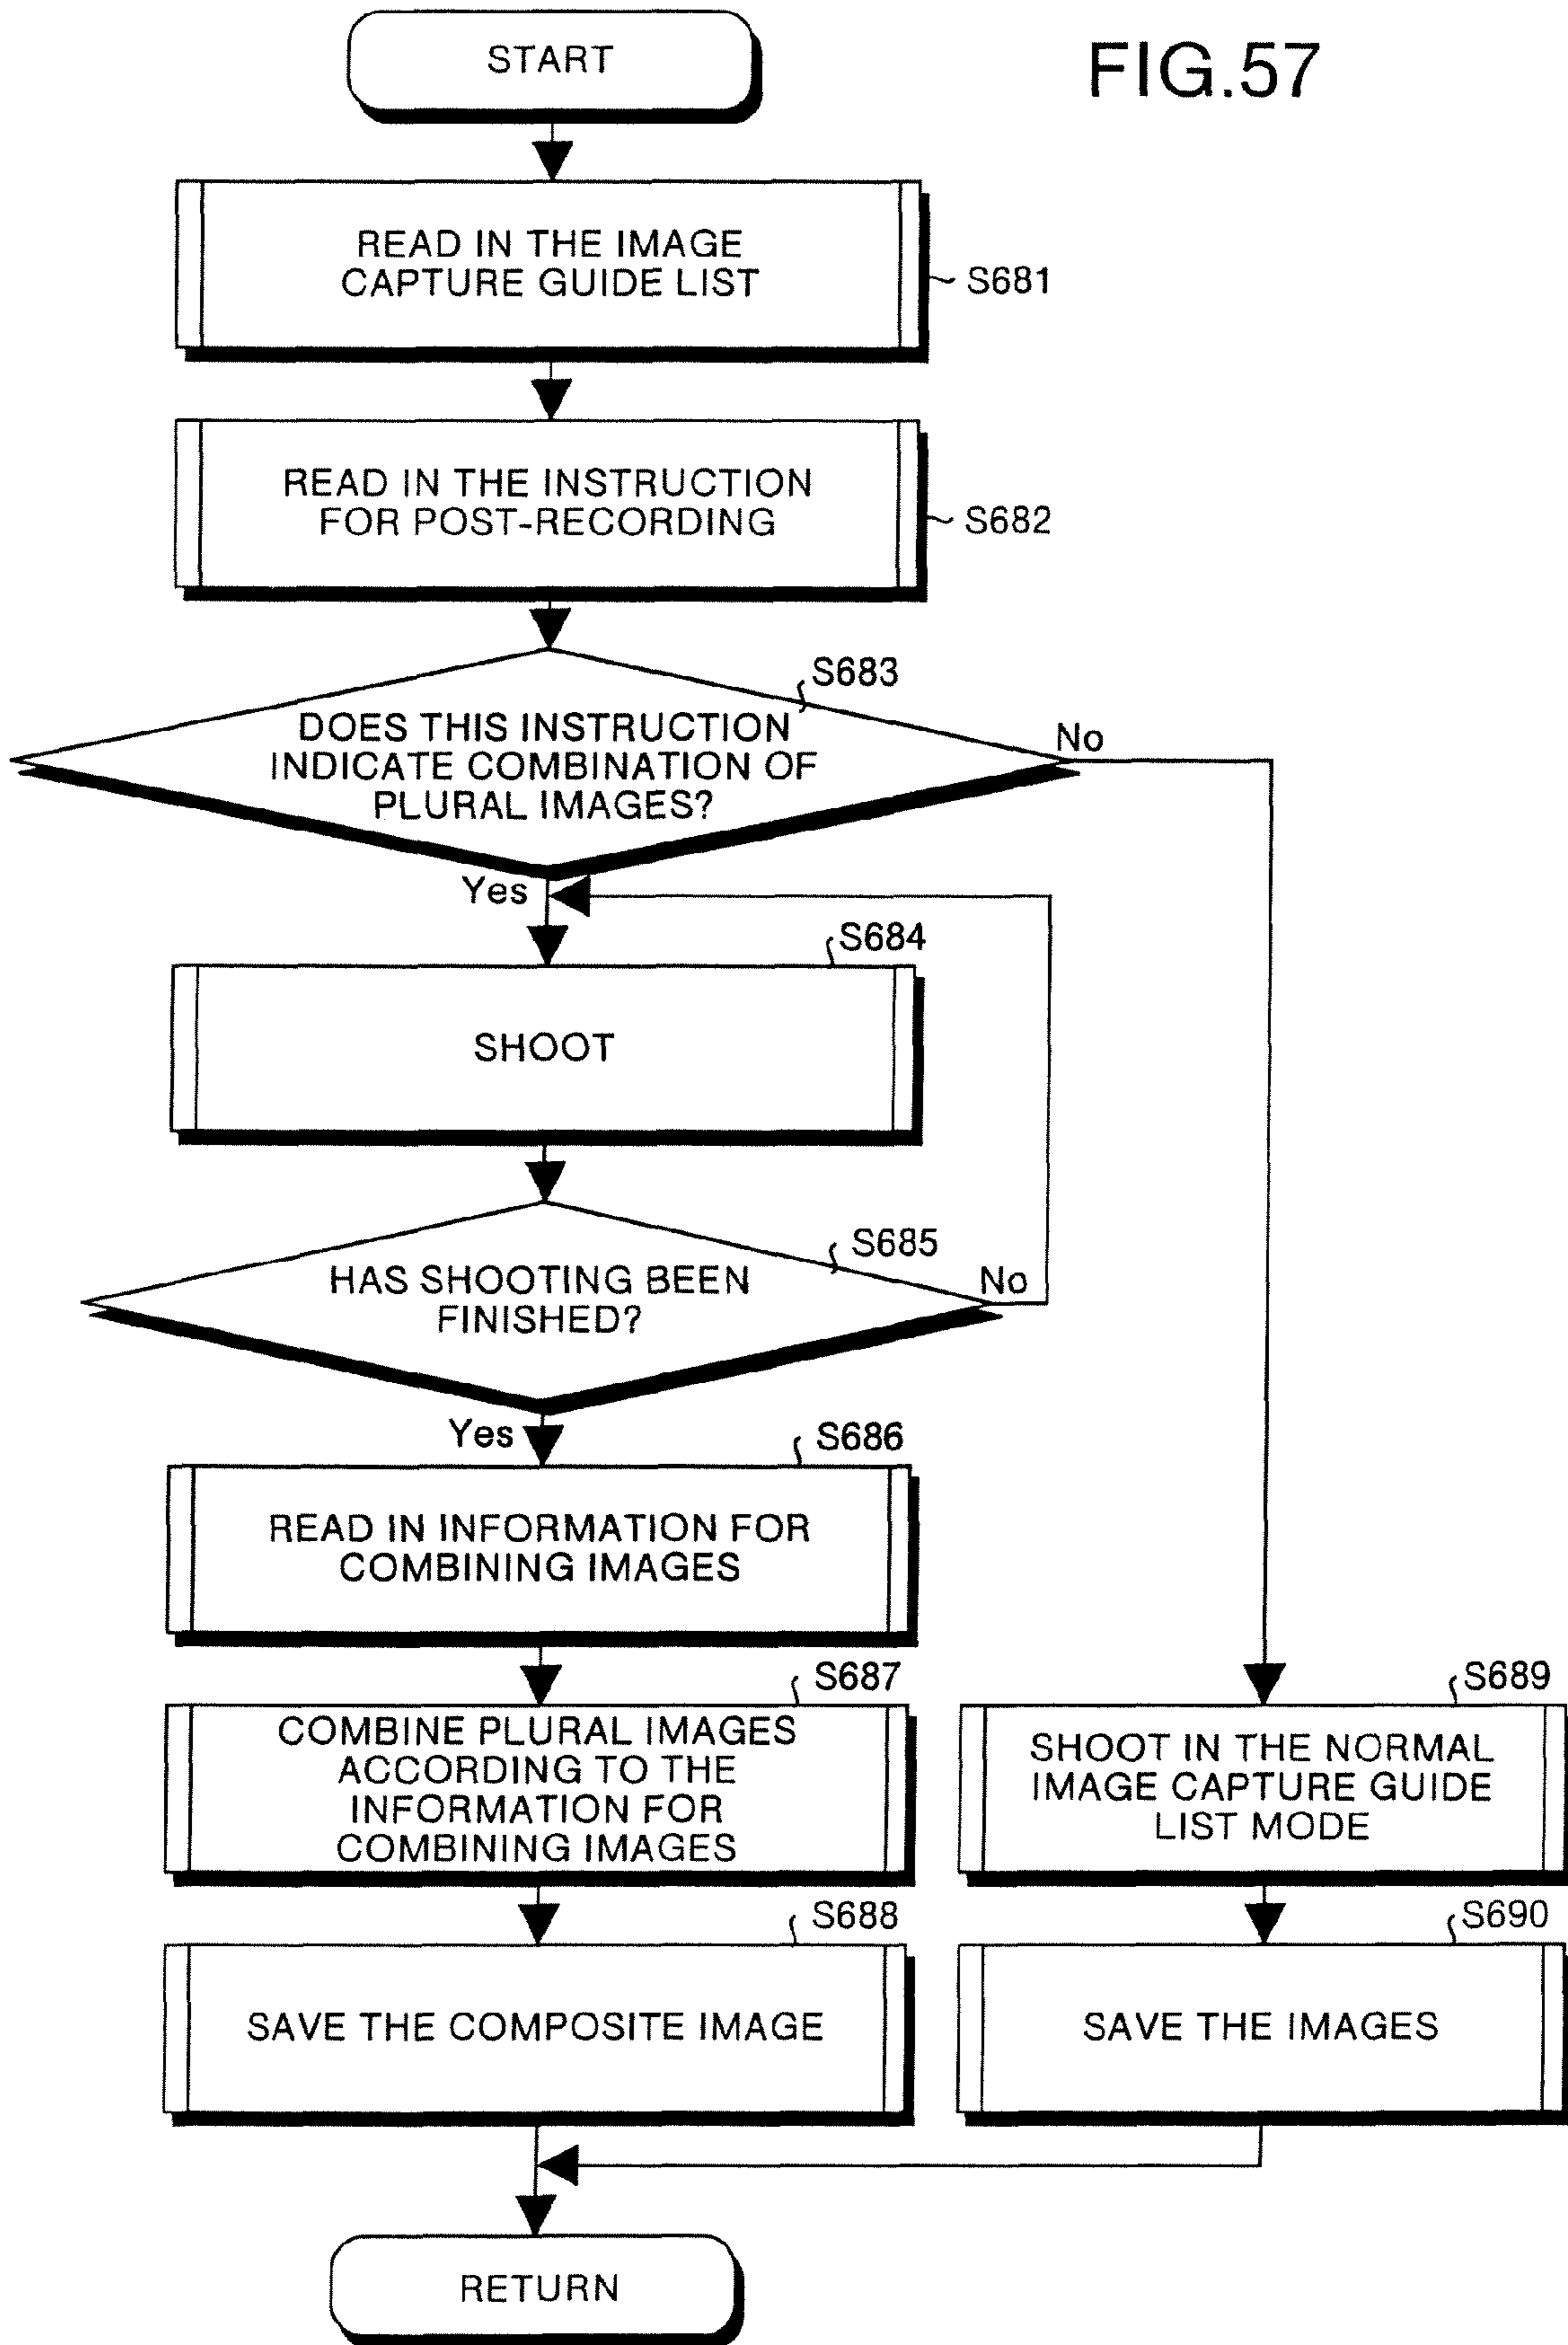 START
FIG.57
READ IN THE IMAGE
CAPTURE GUIDE LIST
S681
READ IN THE INSTRUCTION
FOR POST-RECORDING
S682
S683
DOES THIS INSTRUCTION
INDICATE COMBINATION OF
PLURAL IMAGES?
No
Yes
S684
SHOOT
S685
HAS SHOOTING BEEN
FINISHED?
No
Yes
S686
READ IN INFORMATION FOR
COMBINING IMAGES
S687
COMBINE PLURAL IMAGES
ACCORDING TO THE
INFORMATION FOR
COMBINING IMAGES
S689
SHOOT IN THE NORMAL
IMAGE CAPTURE GUIDE
LIST MODE
S688
SAVE THE COMPOSITE IMAGE
S690
SAVE THE IMAGES
RETURN